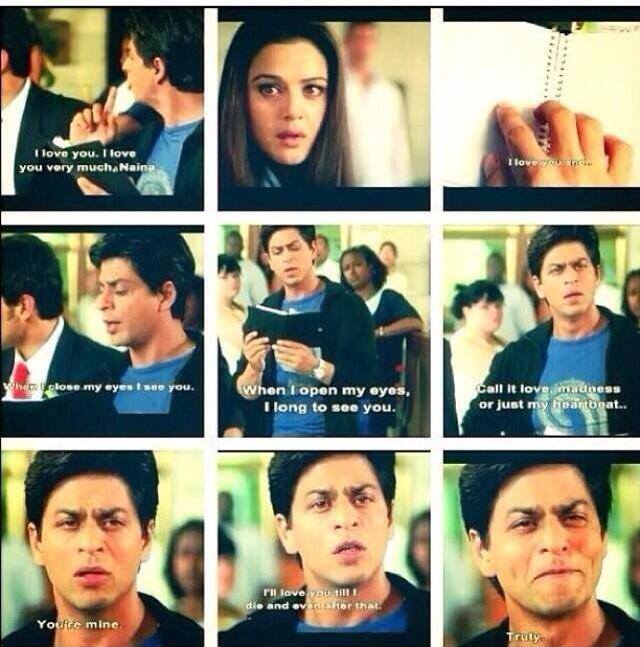 I love you. I love
you very much, Naina
I love you and..
When I close my eyes I see you.
When I open my eyes,
I long to see you.
Call it love, madness
or just my heartbeat..
You're mine.
I'll love you till I
die and even after that.
Truly.